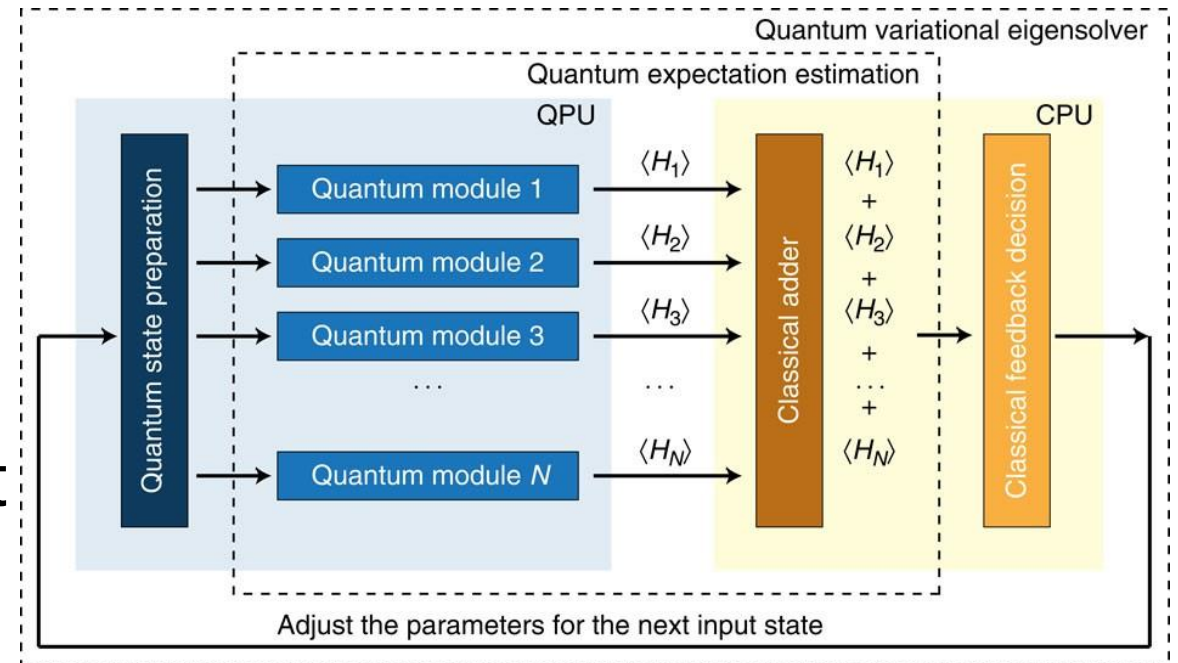 Quantum variational eigensolver
Quantum expectation estimation
QPU
CPU
Quantum state preparation
Quantum module 1
Quantum module 2
Quantum module 3
...
Quantum module N
⟨H₁⟩
⟨H₂⟩
⟨H₃⟩
...
⟨H_N⟩
Classical adder
⟨H₁⟩
+
⟨H₂⟩
+
⟨H₃⟩
+
...
+
⟨H_N⟩
Classical feedback decision
Adjust the parameters for the next input state
t